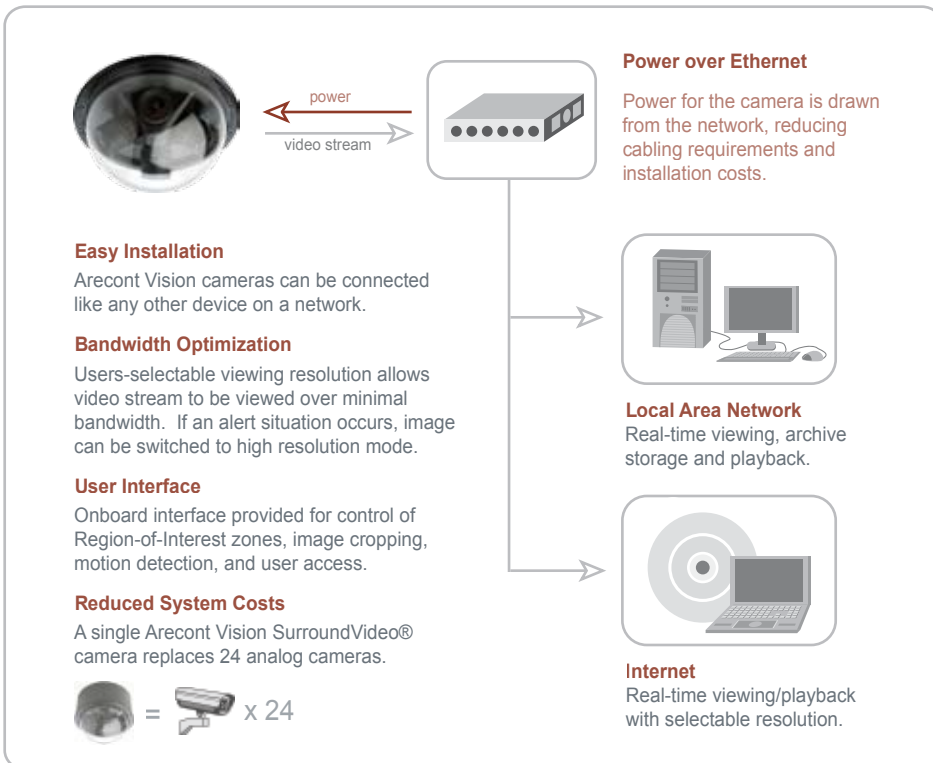 power
video stream
Power over Ethernet
Power for the camera is drawn
from the network, reducing
cabling requirements and
installation costs.
Easy Installation
Arecont Vision cameras can be connected
like any other device on a network.
Bandwidth Optimization
Users-selectable viewing resolution allows
video stream to be viewed over minimal
bandwidth.  If an alert situation occurs, image
can be switched to high resolution mode.
User Interface
Onboard interface provided for control of
Region-of-Interest zones, image cropping,
motion detection, and user access.
Reduced System Costs
A single Arecont Vision SurroundVideo®
camera replaces 24 analog cameras.
= x 24
Local Area Network
Real-time viewing, archive
storage and playback.
Internet
Real-time viewing/playback
with selectable resolution.